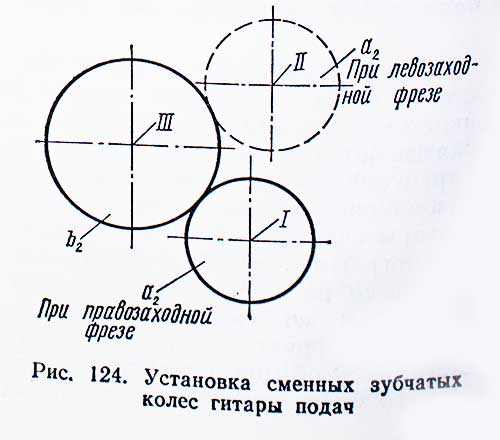 II
a₂
При левозаход-
ной фрезе
III
I
b₂
a₂
При правозаходной
фрезе
Рис. 124. Установка сменных зубчатых
колес гитары подач